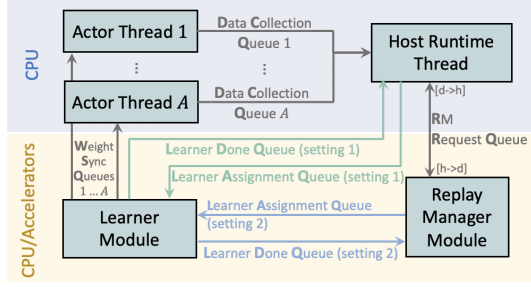 CPU
Actor Thread 1
Data Collection
Queue 1
Host Runtime
Thread
⋮
⋮
Actor Thread A
Data Collection
Queue A
[d->h]
RM
Request Queue
[h->d]
CPU/Accelerators
Weight
Sync
Queues
1 ... A
Learner Done Queue (setting 1)
Learner Assignment Queue (setting 1)
Learner
Module
Learner Assignment Queue
(setting 2)
Learner Done Queue (setting 2)
Replay
Manager
Module